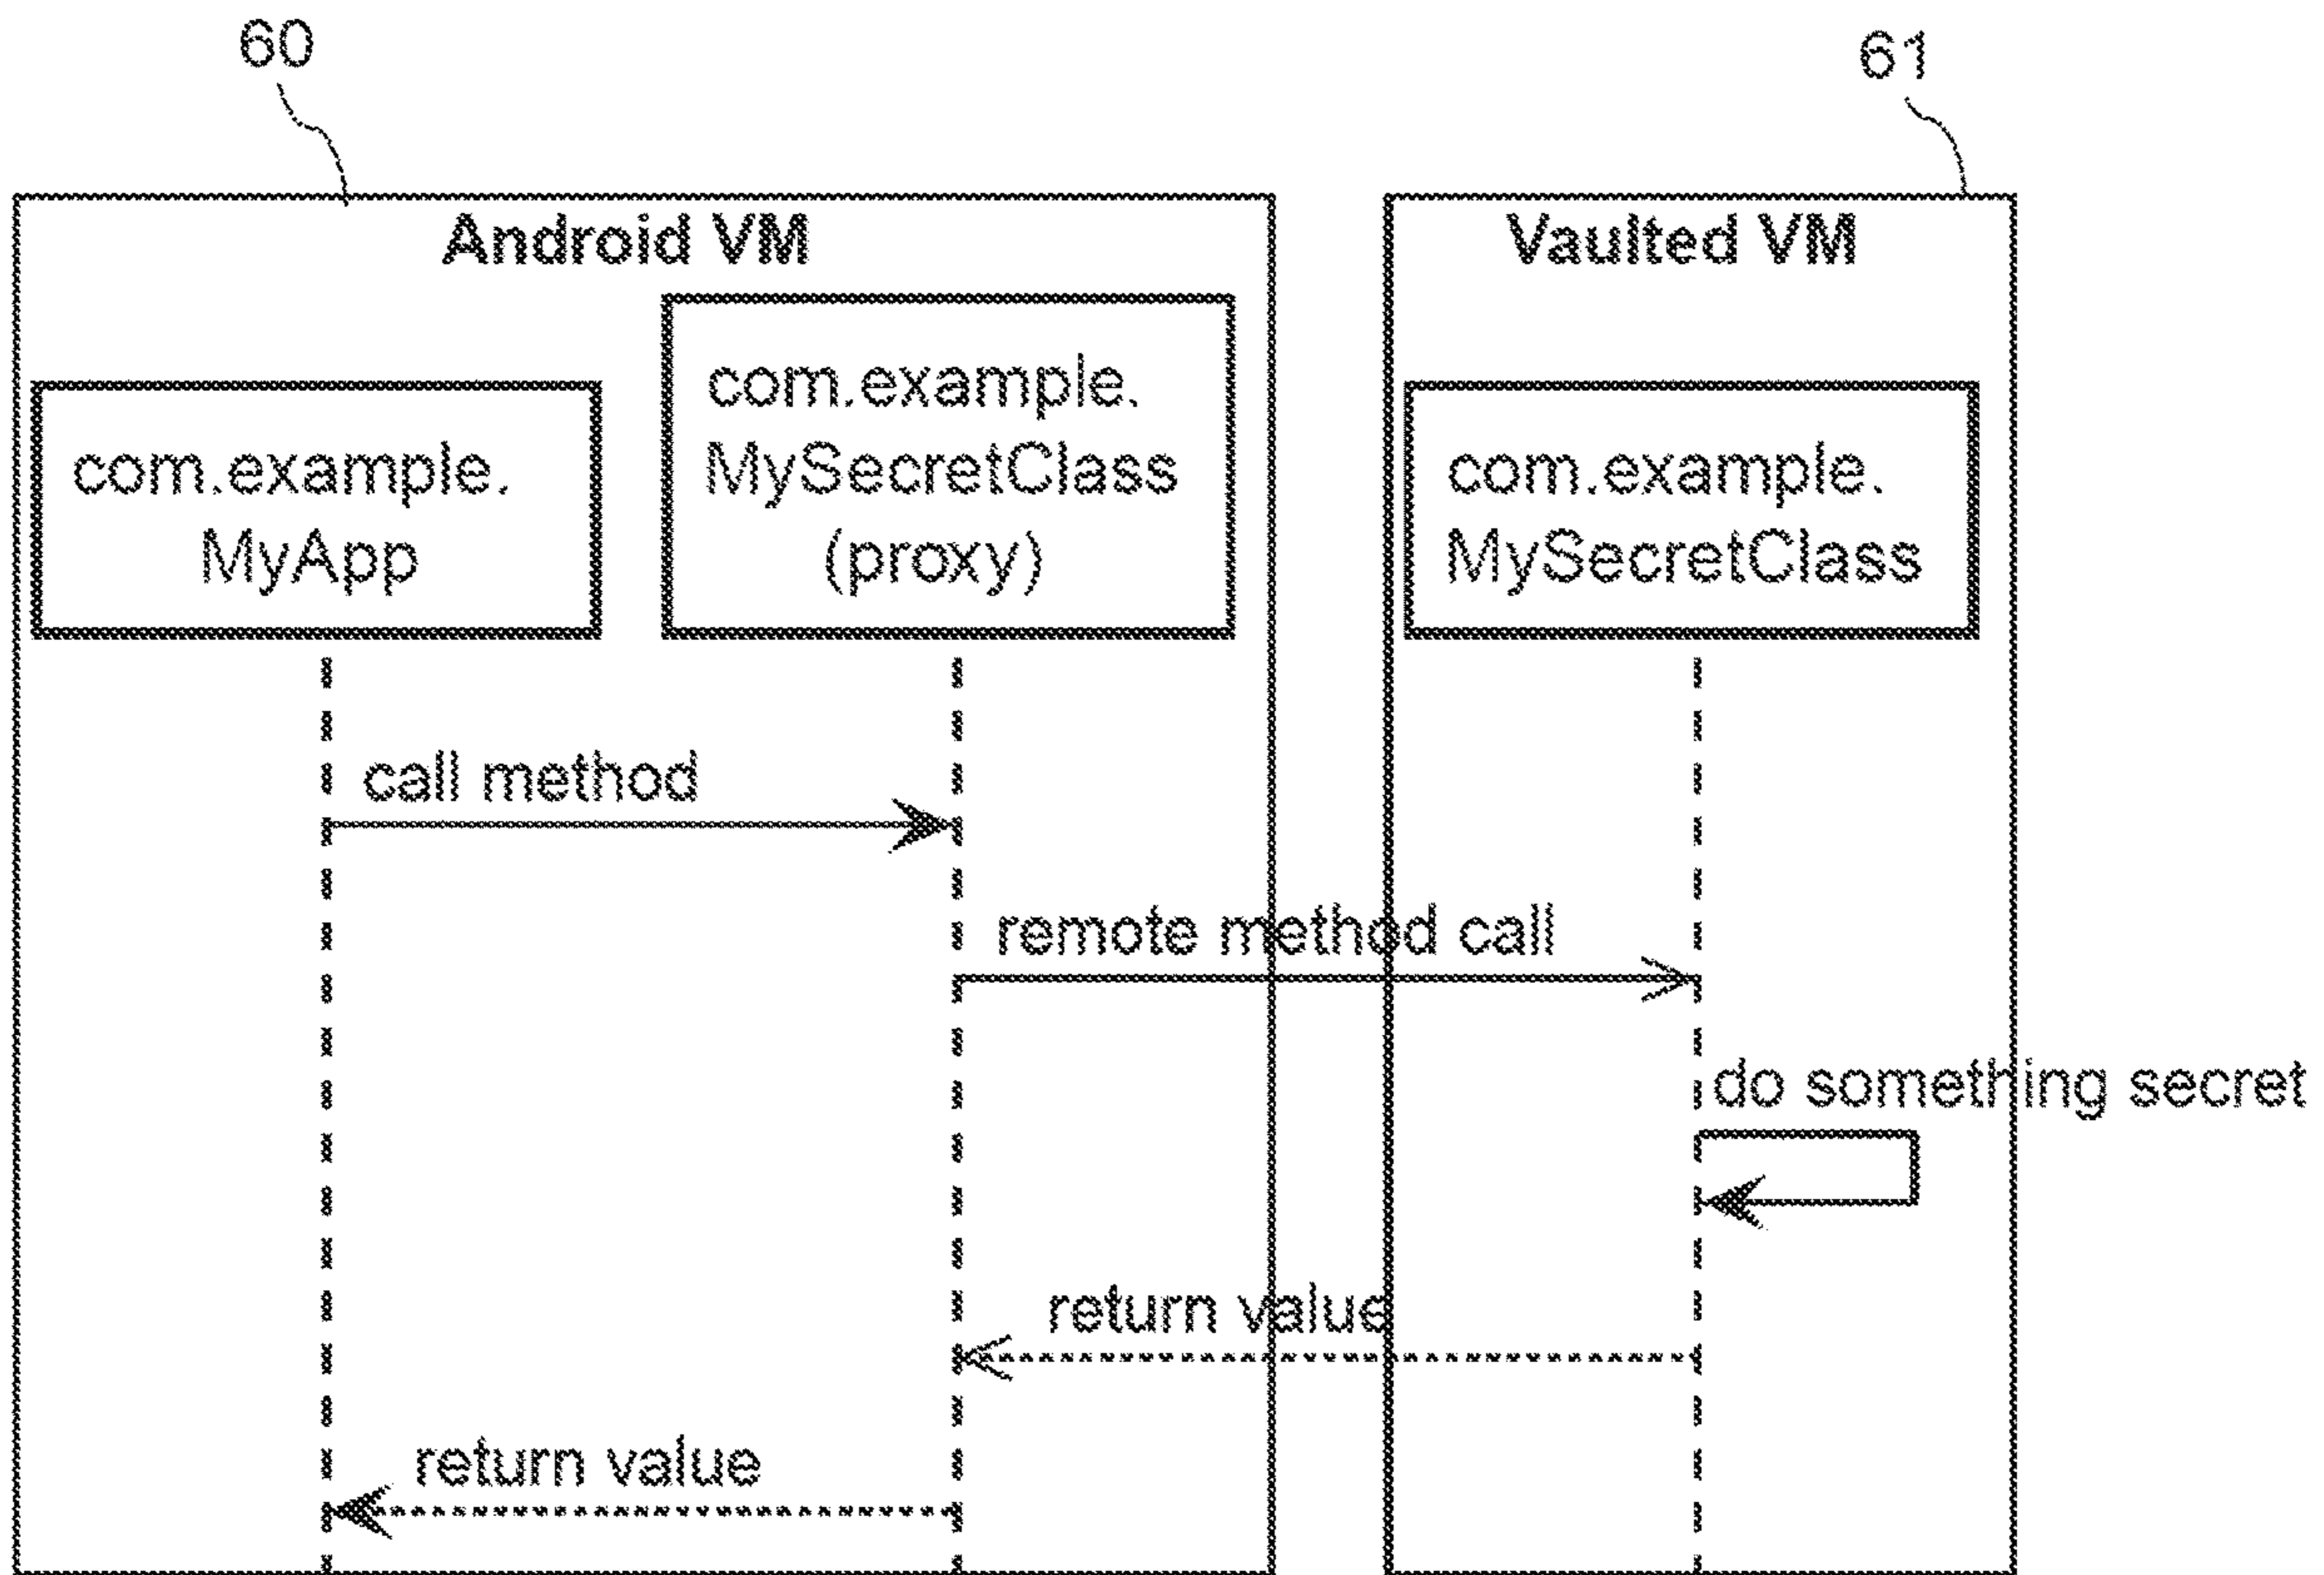 60
61
Android VM
Vaulted VM
com.example.
MyApp
com.example.
MySecretClass
(proxy)
com.example.
MySecretClass
call method
remote method call
do something secret
return value
return value